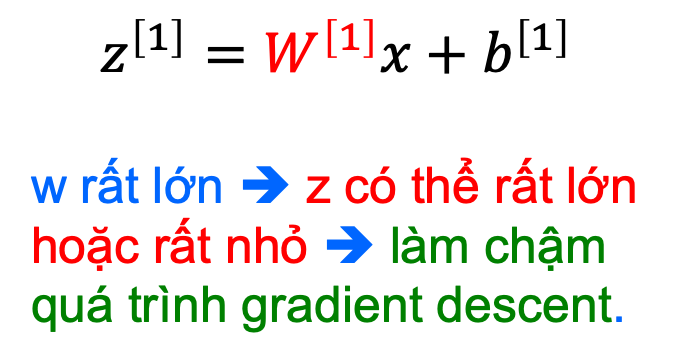 z[1] = W[1]x + b[1]
w rất lớn ➔ z có thể rất lớn
hoặc rất nhỏ ➔ làm chậm
quá trình gradient descent.